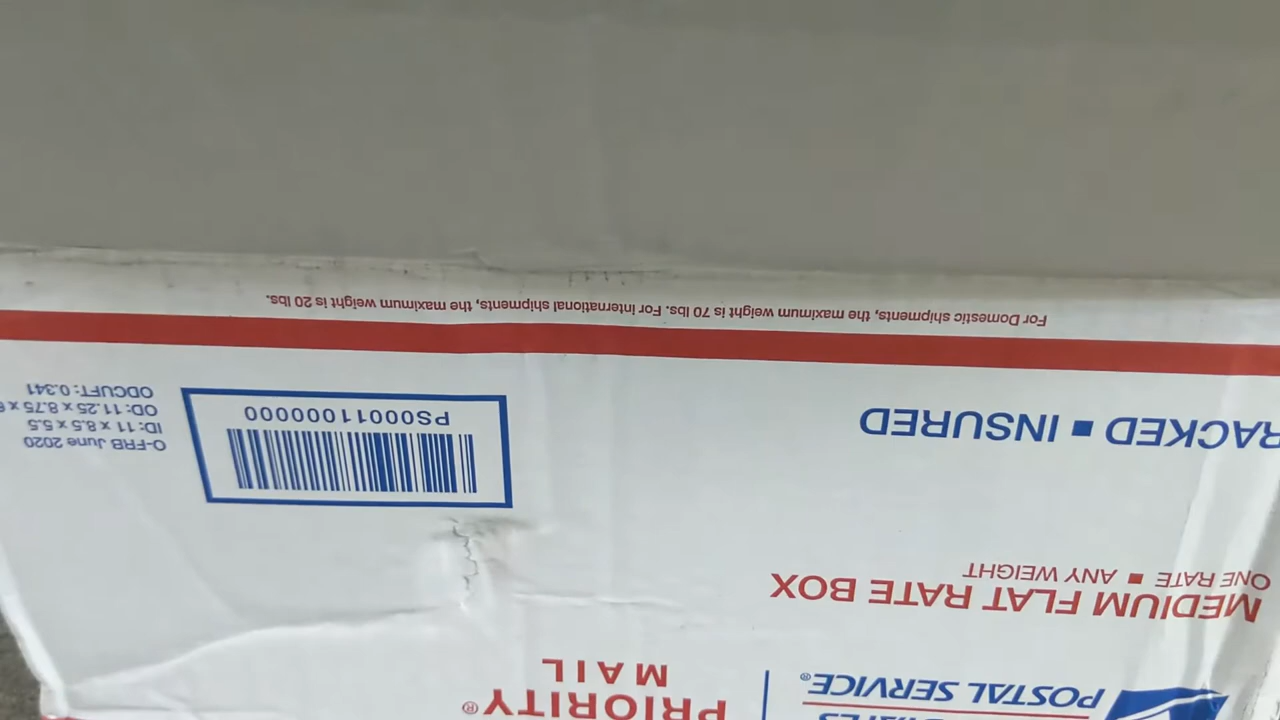 POSTAL SERVICE®
PRIORITY®
MAIL
MEDIUM FLAT RATE BOX
ONE RATE ■ ANY WEIGHT
RACKED ■ INSURED
PS00011000000
O-FRB June 2020
ID: 11 x 8.5 x 5.5
OD: 11.25 x 8.75 x
ODCUFT: 0.341
For Domestic shipments, the maximum weight is 70 lbs. For international shipments, the maximum weight is 20 lbs.